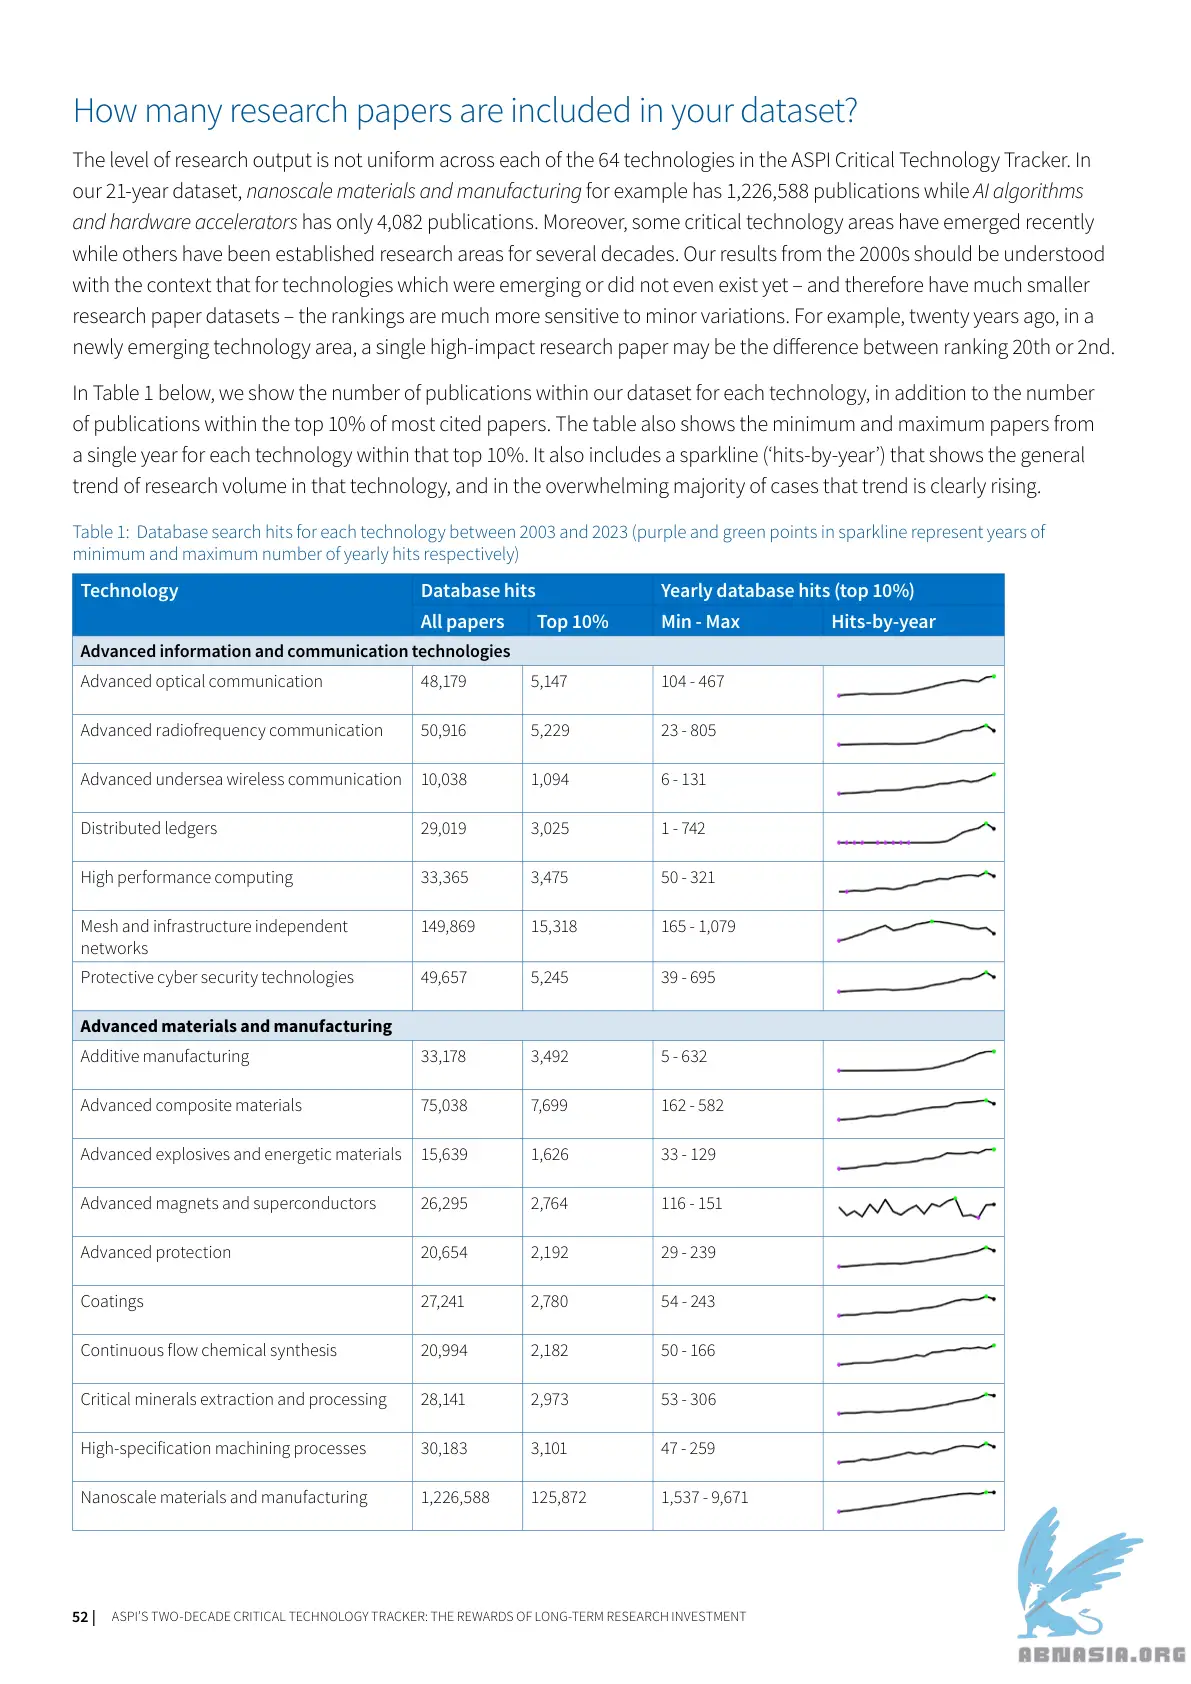 How many research papers are included in your dataset?
The level of research output is not uniform across each of the 64 technologies in the ASPI Critical Technology Tracker. In
our 21-year dataset, nanoscale materials and manufacturing for example has 1,226,588 publications while AI algorithms
and hardware accelerators has only 4,082 publications. Moreover, some critical technology areas have emerged recently
while others have been established research areas for several decades. Our results from the 2000s should be understood
with the context that for technologies which were emerging or did not even exist yet – and therefore have much smaller
research paper datasets – the rankings are much more sensitive to minor variations. For example, twenty years ago, in a
newly emerging technology area, a single high-impact research paper may be the difference between ranking 20th or 2nd.
In Table 1 below, we show the number of publications within our dataset for each technology, in addition to the number
of publications within the top 10% of most cited papers. The table also shows the minimum and maximum papers from
a single year for each technology within that top 10%. It also includes a sparkline (‘hits-by-year’) that shows the general
trend of research volume in that technology, and in the overwhelming majority of cases that trend is clearly rising.
Table 1: Database search hits for each technology between 2003 and 2023 (purple and green points in sparkline represent years of
minimum and maximum number of yearly hits respectively)
Technology Database hits Yearly database hits (top 10%)
All papers Top 10% Min - Max Hits-by-year
Advanced information and communication technologies
Advanced optical communication 48,179 5,147 104 - 467
Advanced radiofrequency communication 50,916 5,229 23 - 805
Advanced undersea wireless communication 10,038 1,094 6 - 131
Distributed ledgers 29,019 3,025 1 - 742
High performance computing 33,365 3,475 50 - 321
Mesh and infrastructure independent 149,869 15,318 165 - 1,079
networks
Protective cyber security technologies 49,657 5,245 39 - 695
Advanced materials and manufacturing
Additive manufacturing 33,178 3,492 5 - 632
Advanced composite materials 75,038 7,699 162 - 582
Advanced explosives and energetic materials 15,639 1,626 33 - 129
Advanced magnets and superconductors 26,295 2,764 116 - 151
Advanced protection 20,654 2,192 29 - 239
Coatings 27,241 2,780 54 - 243
Continuous flow chemical synthesis 20,994 2,182 50 - 166
Critical minerals extraction and processing 28,141 2,973 53 - 306
High-specification machining processes 30,183 3,101 47 - 259
Nanoscale materials and manufacturing 1,226,588 125,872 1,537 - 9,671
52 | ASPI'S TWO-DECADE CRITICAL TECHNOLOGY TRACKER: THE REWARDS OF LONG-TERM RESEARCH INVESTMENT
ABNASIA.ORG